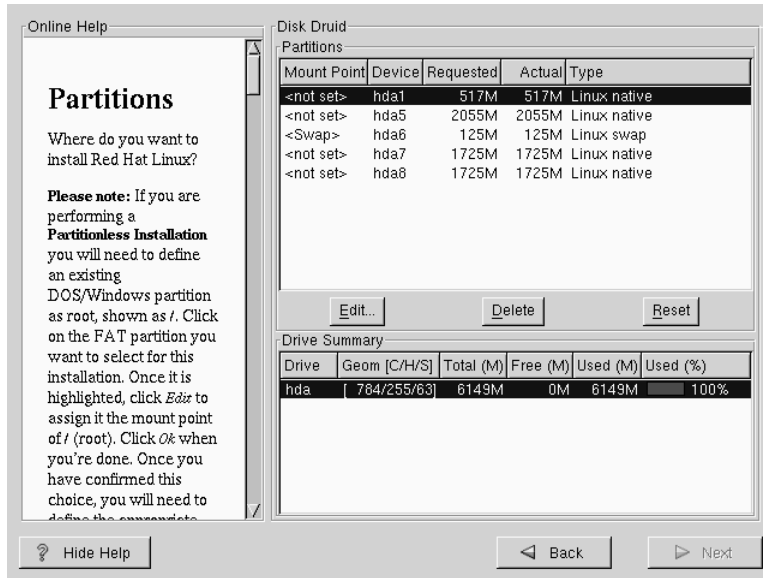 Online Help
Partitions
Where do you want to
install Red Hat Linux?
Please note: If you are
performing a
Partitionless Installation
you will need to define
an existing
DOS/Windows partition
as root, shown as /. Click
on the FAT partition you
want to select for this
installation. Once it is
highlighted, click Edit to
assign it the mount point
of / (root). Click Ok when
you're done. Once you
have confirmed this
choice, you will need to
define the appropriate
Hide Help
Disk Druid
Partitions
Mount Point Device Requested Actual Type
<not set> hda1 517M 517M Linux native
<not set> hda5 2055M 2055M Linux native
<Swap> hda6 125M 125M Linux swap
<not set> hda7 1725M 1725M Linux native
<not set> hda8 1725M 1725M Linux native
Edit... Delete Reset
Drive Summary
Drive Geom [C/H/S] Total (M) Free (M) Used (M) Used (%)
hda [ 784/255/63] 6149M 0M 6149M 100%
Back Next